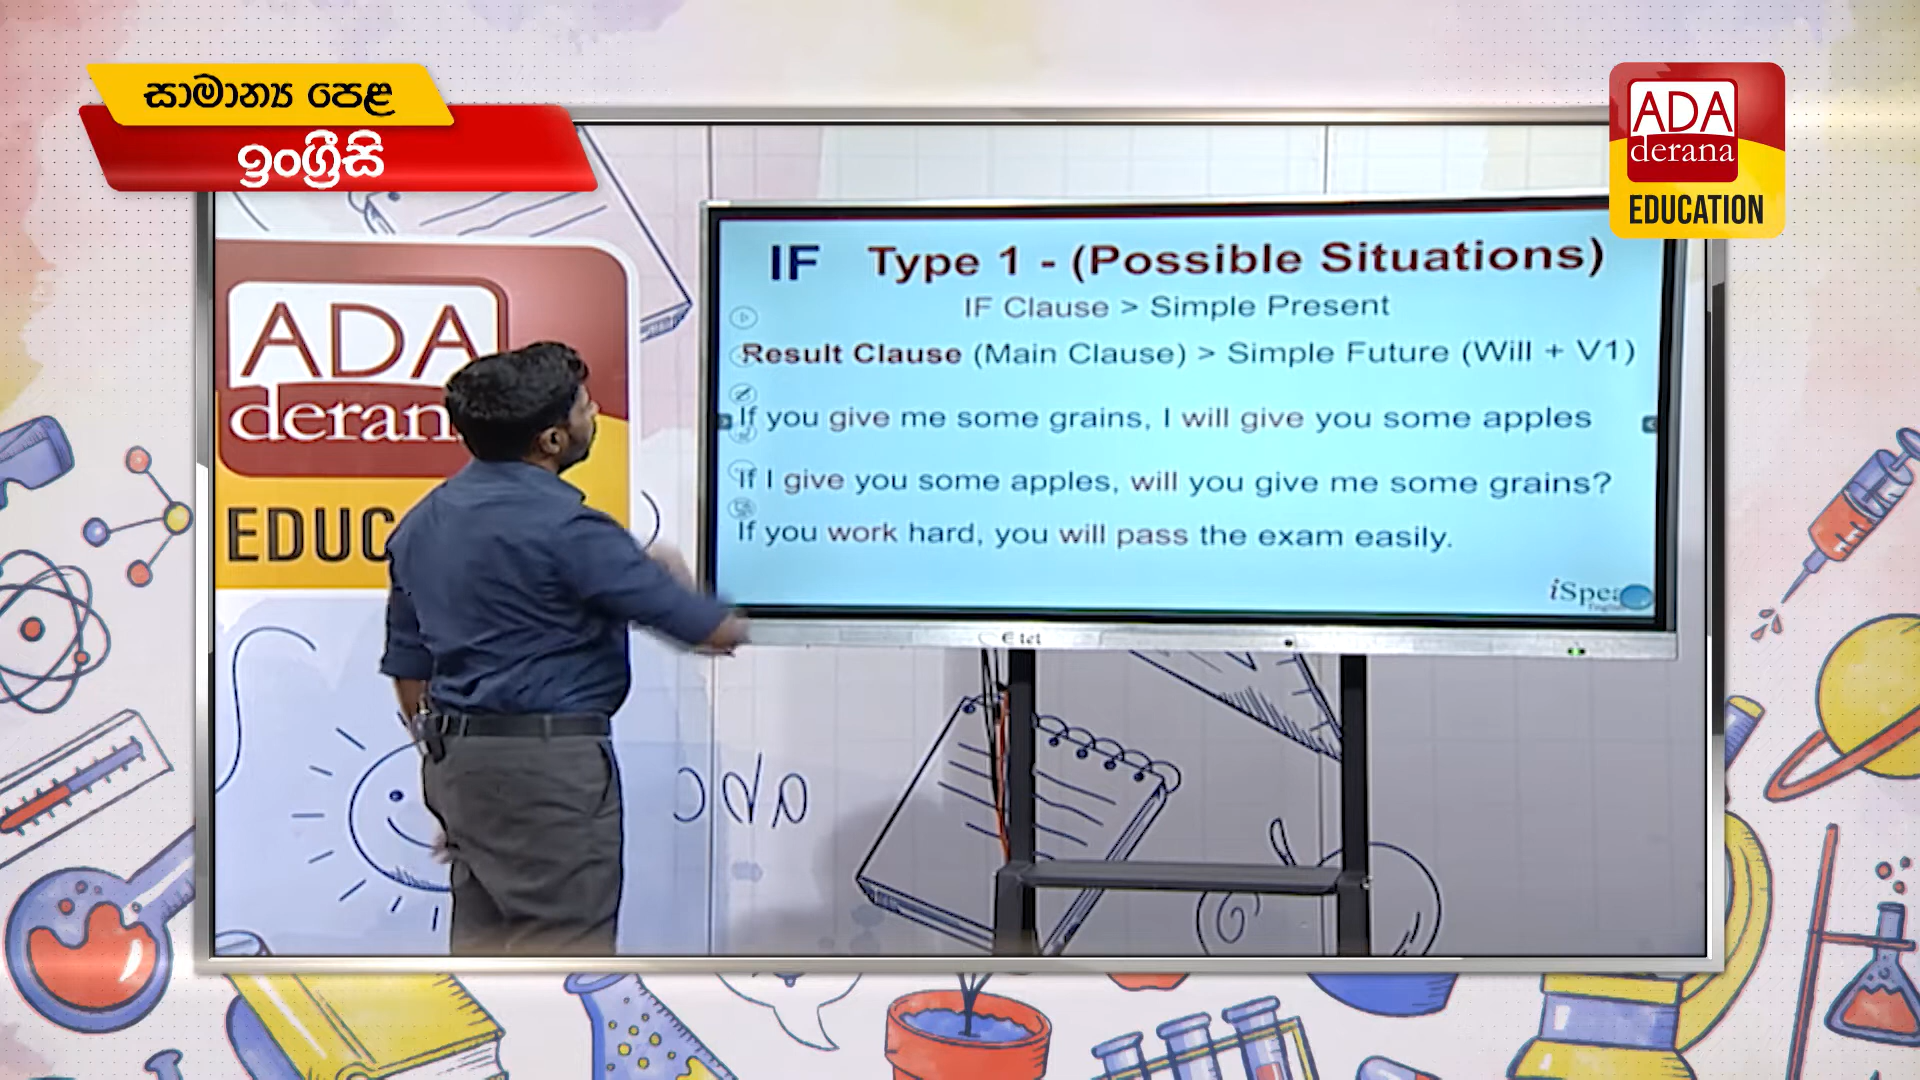 සාමාන්‍ය පෙළ
ඉංග්‍රීසි
ADA
derana
EDUCATION
ADA
deran
EDUC
IF Type 1 - (Possible Situations)
IF Clause > Simple Present
Result Clause (Main Clause) > Simple Future (Will + V1)
If you give me some grains, I will give you some apples
If I give you some apples, will you give me some grains?
If you work hard, you will pass the exam easily.
iSpea